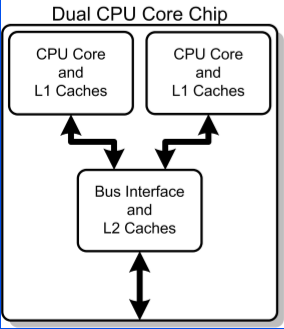 Dual CPU Core Chip
CPU Core
and
L1 Caches
CPU Core
and
L1 Caches
Bus Interface
and
L2 Caches